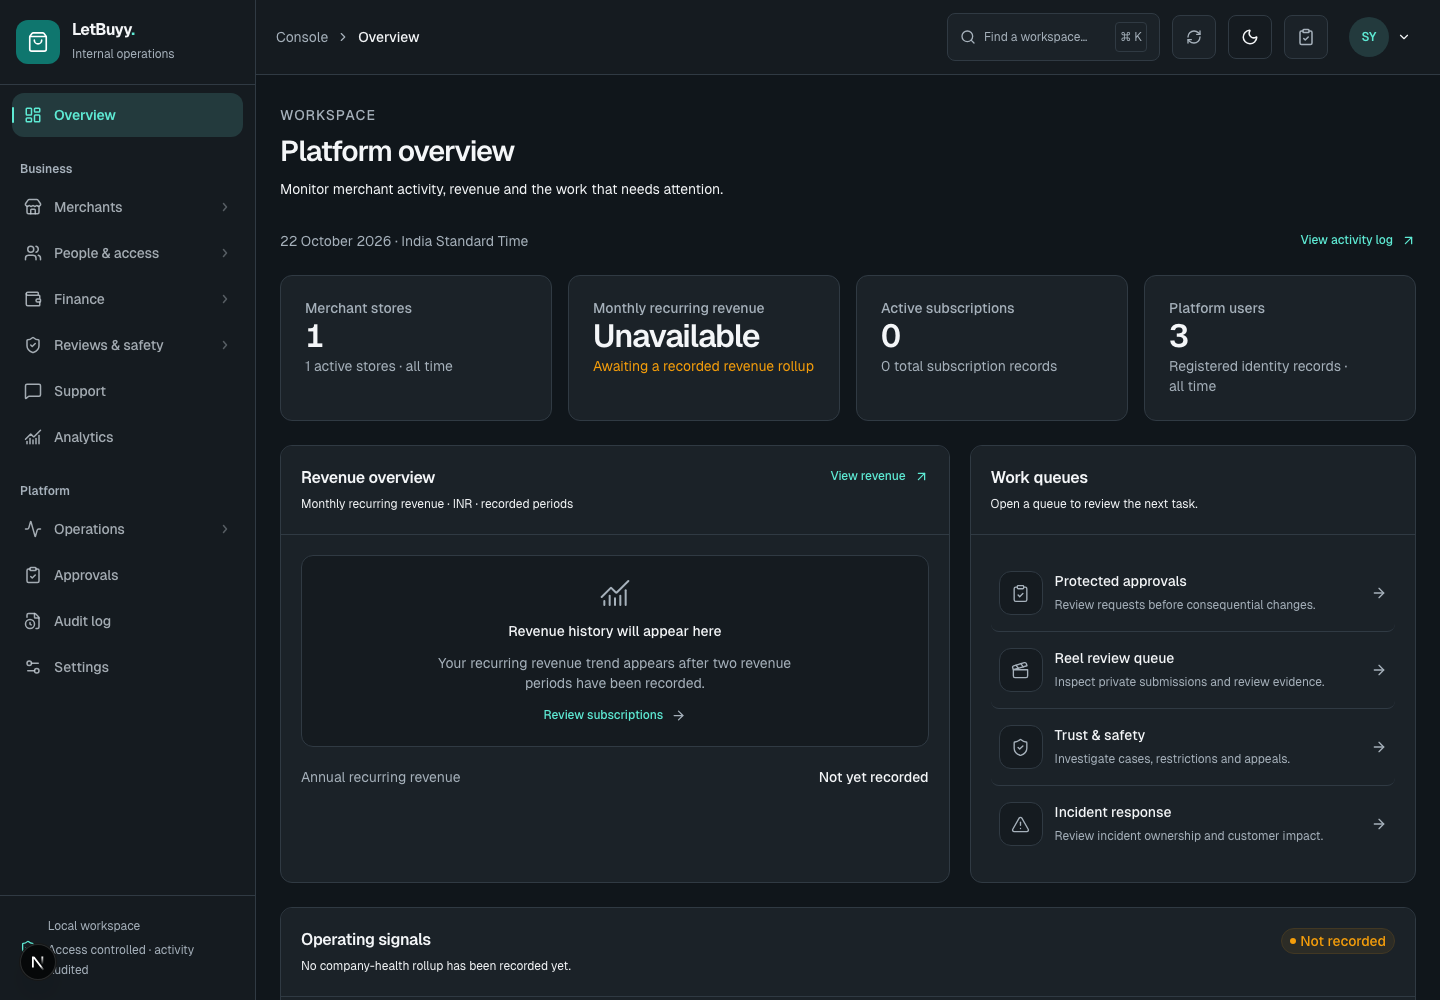 LetBuyy.
Internal operations
Console > Overview
Find a workspace...
⌘ K
SY
Overview
Business
Merchants
People & access
Finance
Reviews & safety
Support
Analytics
Platform
Operations
Approvals
Audit log
Settings
Local workspace
Access controlled · activity
audited
N
WORKSPACE
Platform overview
Monitor merchant activity, revenue and the work that needs attention.
22 October 2026 · India Standard Time
View activity log
Merchant stores
1
1 active stores · all time
Monthly recurring revenue
Unavailable
Awaiting a recorded revenue rollup
Active subscriptions
0
0 total subscription records
Platform users
3
Registered identity records ·
all time
Revenue overview
View revenue
Monthly recurring revenue · INR · recorded periods
Revenue history will appear here
Your recurring revenue trend appears after two revenue
periods have been recorded.
Review subscriptions
Annual recurring revenue
Not yet recorded
Work queues
Open a queue to review the next task.
Protected approvals
Review requests before consequential changes.
Reel review queue
Inspect private submissions and review evidence.
Trust & safety
Investigate cases, restrictions and appeals.
Incident response
Review incident ownership and customer impact.
Operating signals
Not recorded
No company-health rollup has been recorded yet.